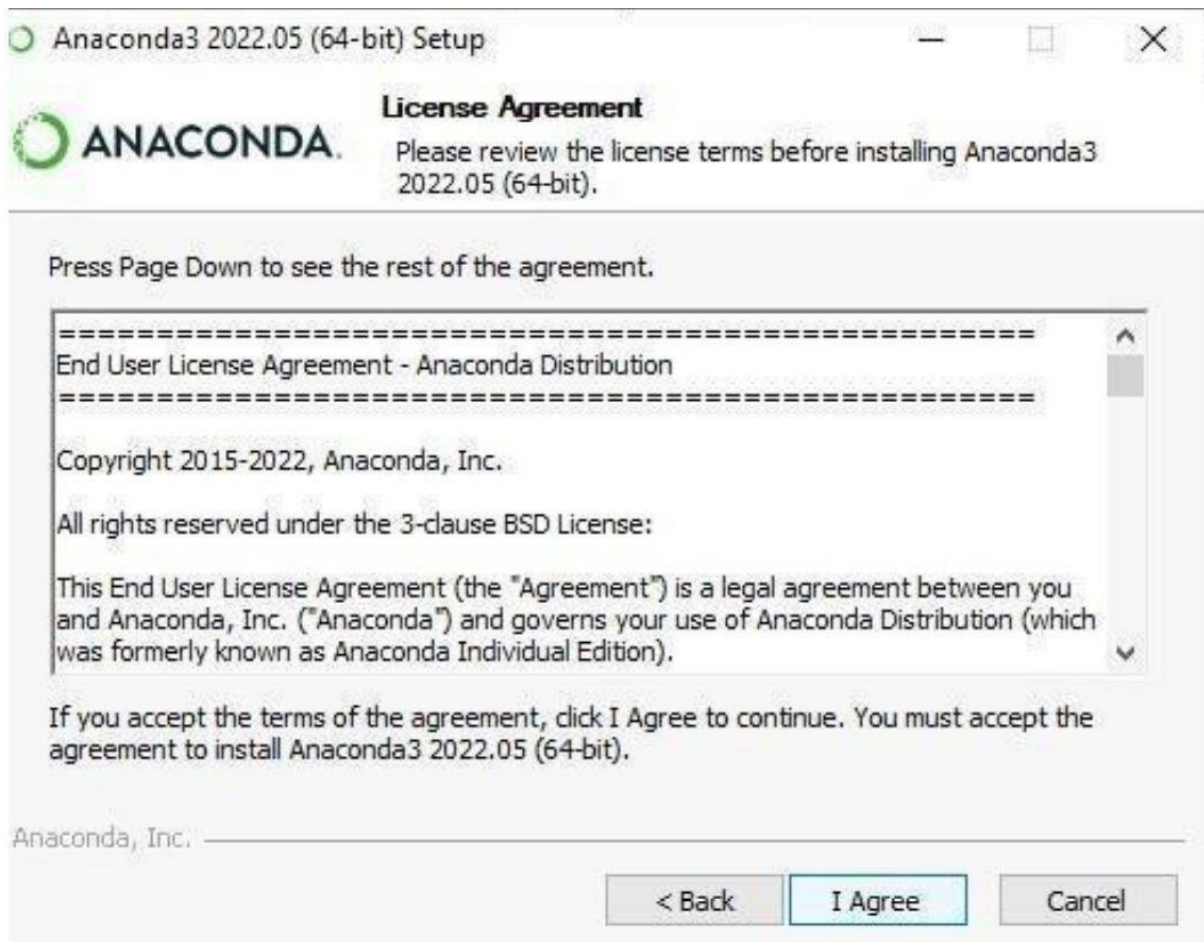 Anaconda3 2022.05 (64-bit) Setup
ANACONDA.
License Agreement
Please review the license terms before installing Anaconda3
2022.05 (64-bit).
Press Page Down to see the rest of the agreement.
==================================================
End User License Agreement - Anaconda Distribution
==================================================
Copyright 2015-2022, Anaconda, Inc.
All rights reserved under the 3-clause BSD License:
This End User License Agreement (the "Agreement") is a legal agreement between you
and Anaconda, Inc. ("Anaconda") and governs your use of Anaconda Distribution (which
was formerly known as Anaconda Individual Edition).
If you accept the terms of the agreement, click I Agree to continue. You must accept the
agreement to install Anaconda3 2022.05 (64-bit).
Anaconda, Inc.
< Back
I Agree
Cancel